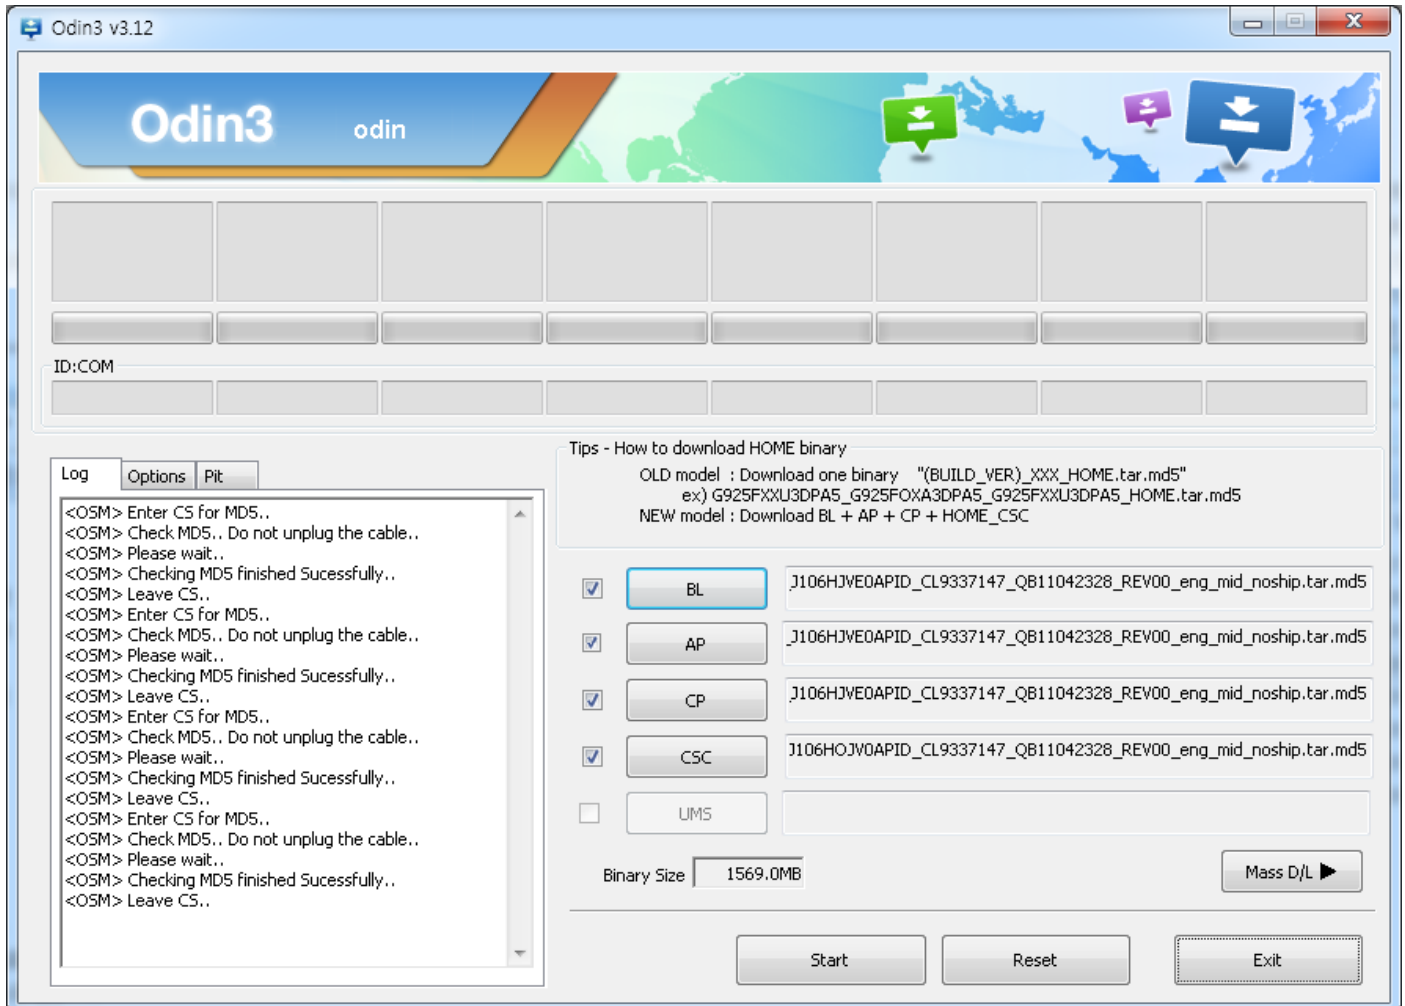 Odin3 v3.12
Odin3 odin
ID:COM
Log Options Pit
<OSM> Enter CS for MD5..
<OSM> Check MD5.. Do not unplug the cable..
<OSM> Please wait..
<OSM> Checking MD5 finished Sucessfully..
<OSM> Leave CS..
<OSM> Enter CS for MD5..
<OSM> Check MD5.. Do not unplug the cable..
<OSM> Please wait..
<OSM> Checking MD5 finished Sucessfully..
<OSM> Leave CS..
<OSM> Enter CS for MD5..
<OSM> Check MD5.. Do not unplug the cable..
<OSM> Please wait..
<OSM> Checking MD5 finished Sucessfully..
<OSM> Leave CS..
<OSM> Enter CS for MD5..
<OSM> Check MD5.. Do not unplug the cable..
<OSM> Please wait..
<OSM> Checking MD5 finished Sucessfully..
<OSM> Leave CS..
Tips - How to download HOME binary
OLD model : Download one binary "(BUILD_VER)_XXX_HOME.tar.md5"
ex) G925FXXU3DPA5_G925FOXA3DPA5_G925FXXU3DPA5_HOME.tar.md5
NEW model : Download BL + AP + CP + HOME_CSC
BL _J106HJVE0APID_CL9337147_QB11042328_REV00_eng_mid_noship.tar.md5
AP _J106HJVE0APID_CL9337147_QB11042328_REV00_eng_mid_noship.tar.md5
CP _J106HJVE0APID_CL9337147_QB11042328_REV00_eng_mid_noship.tar.md5
CSC J106HOJV0APID_CL9337147_QB11042328_REV00_eng_mid_noship.tar.md5
UMS
Binary Size 1569.0MB
Mass D/L
Start Reset Exit